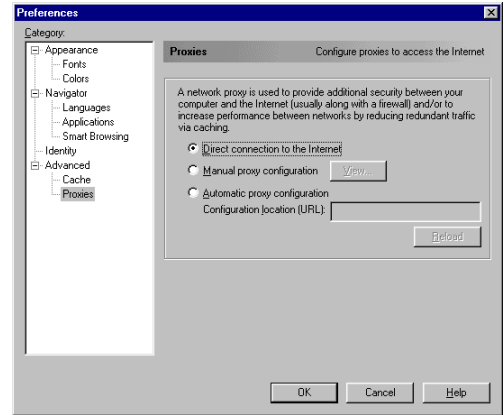 Preferences
Category:
Appearance
Fonts
Colors
Navigator
Languages
Applications
Smart Browsing
Identity
Advanced
Cache
Proxies
Proxies Configure proxies to access the Internet
A network proxy is used to provide additional security between your
computer and the Internet (usually along with a firewall) and/or to
increase performance between networks by reducing redundant traffic
via caching.
Direct connection to the Internet
Manual proxy configuration View...
Automatic proxy configuration
Configuration location (URL):
Reload
OK Cancel Help